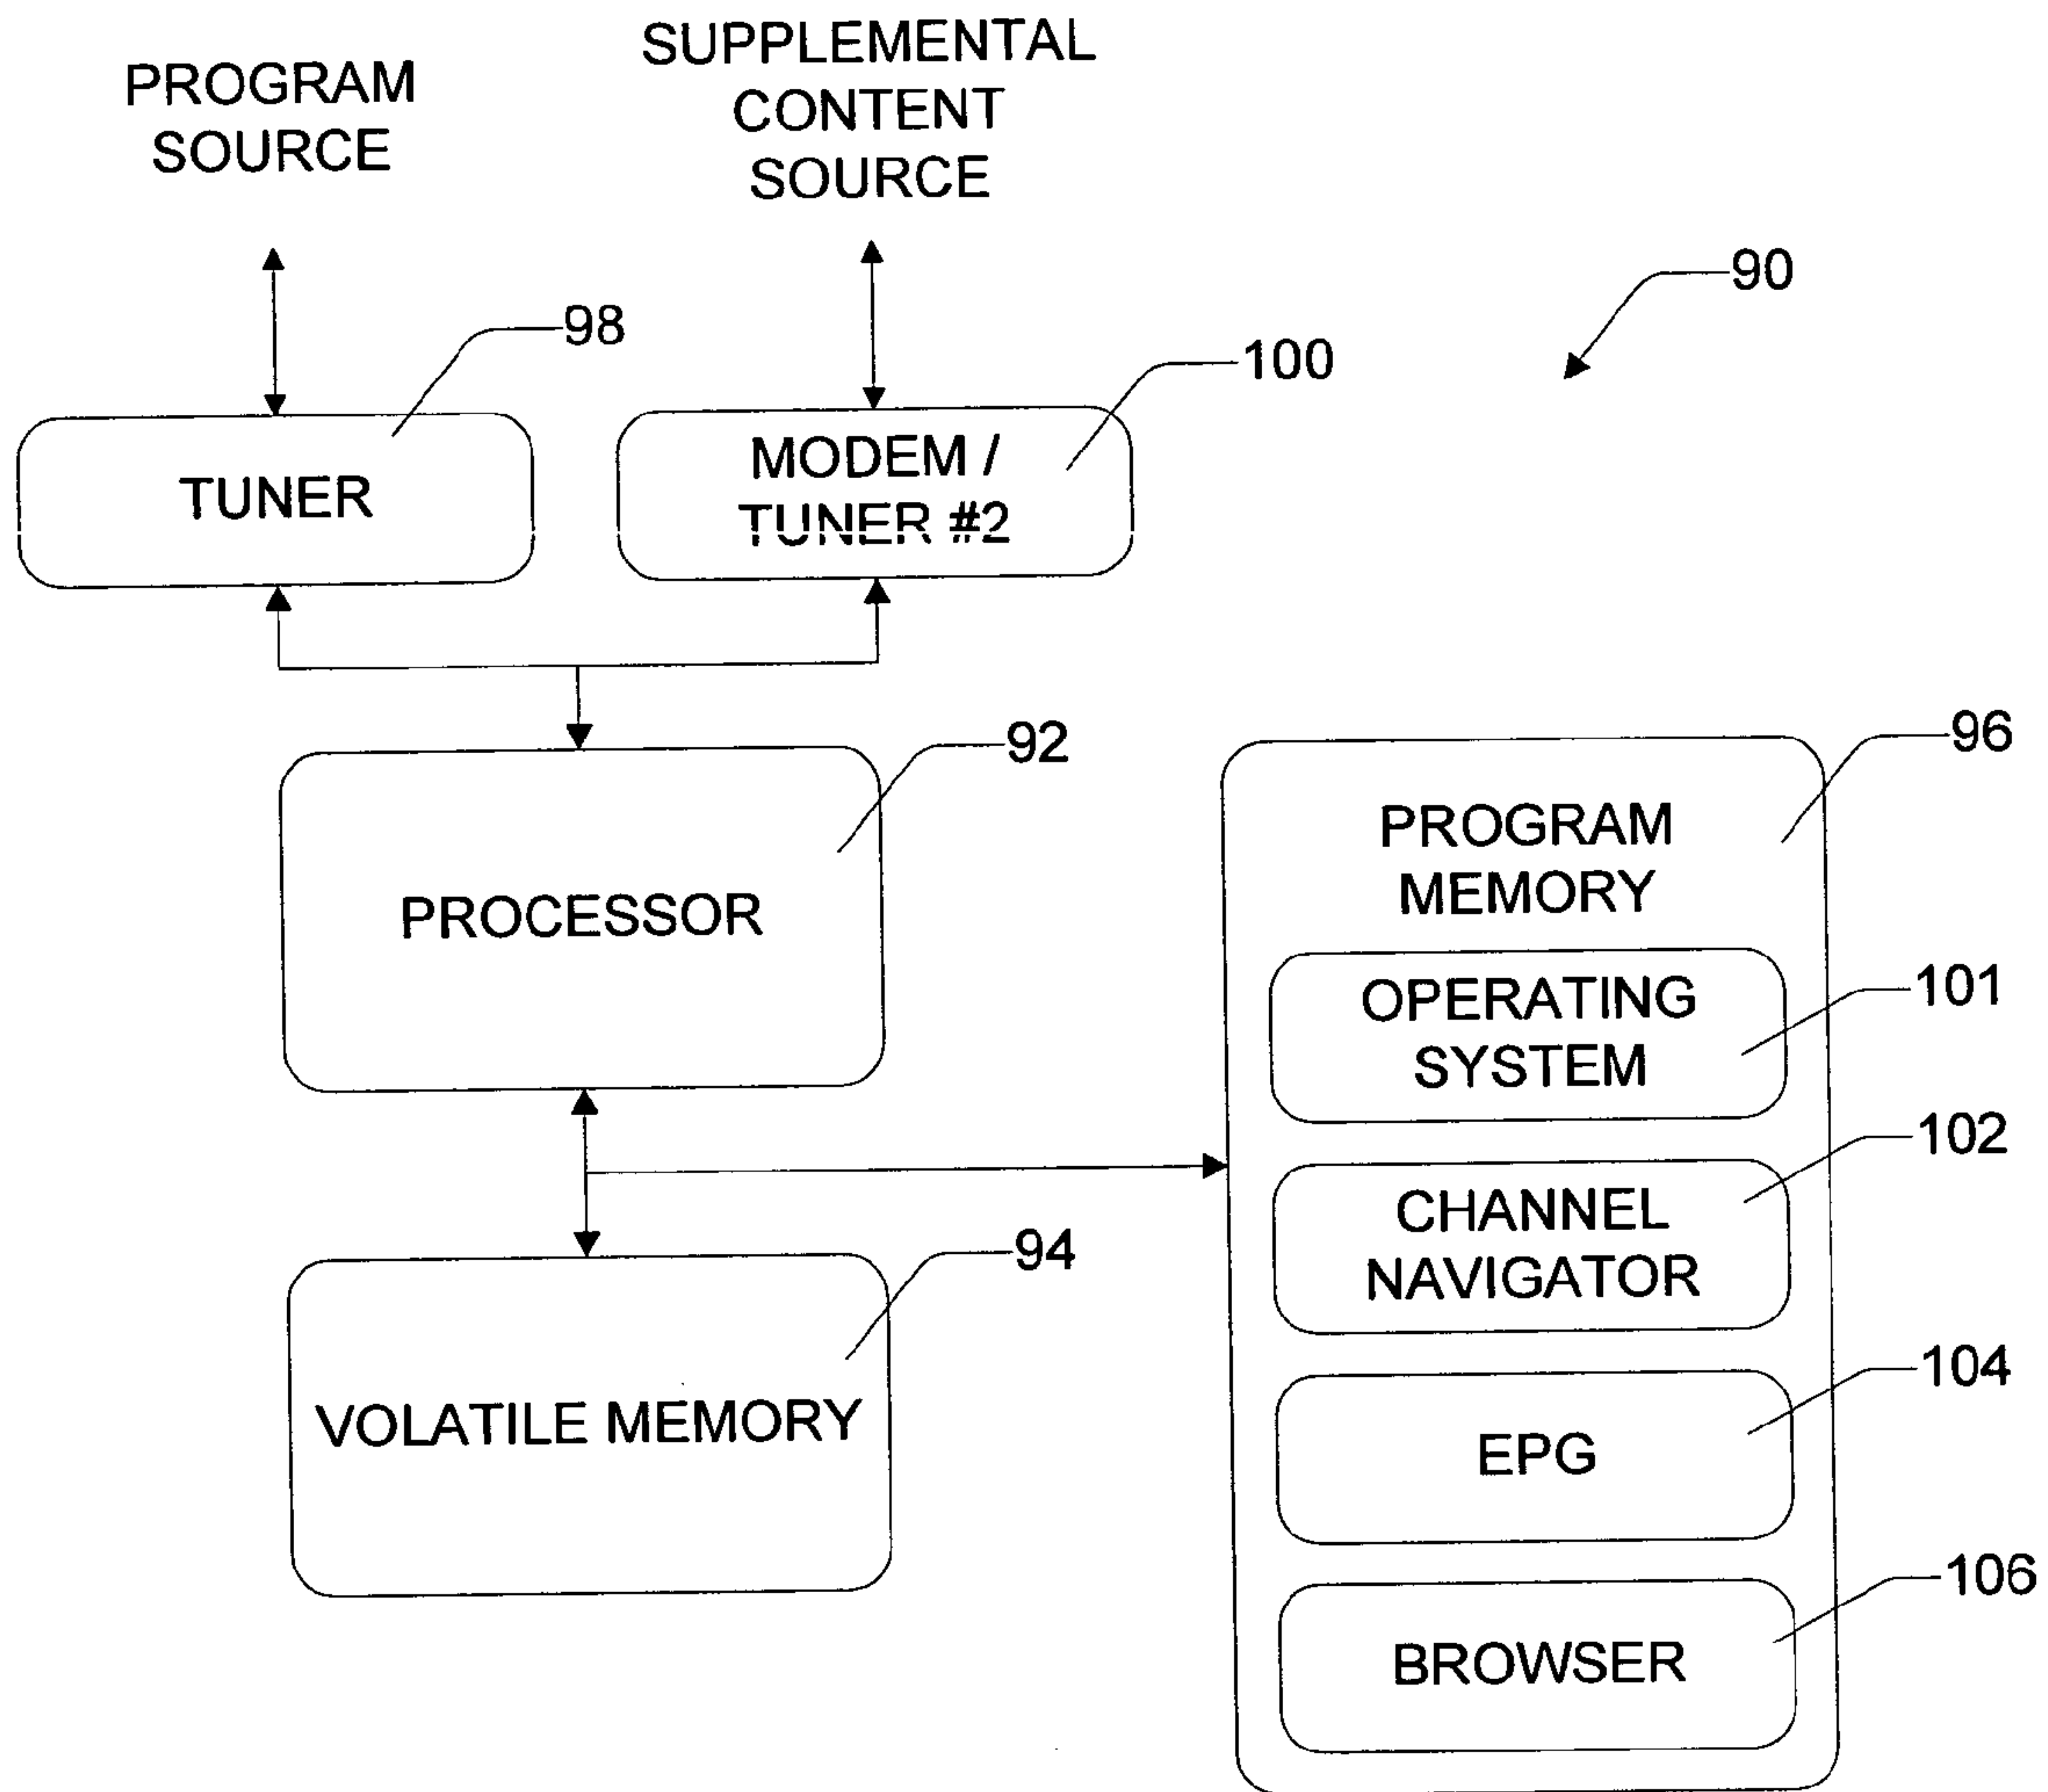 PROGRAM
SOURCE
SUPPLEMENTAL
CONTENT
SOURCE
90
98
100
TUNER
MODEM /
TUNER #2
92
PROCESSOR
96
PROGRAM
MEMORY
OPERATING
SYSTEM
101
CHANNEL
NAVIGATOR
102
94
VOLATILE MEMORY
EPG
104
BROWSER
106